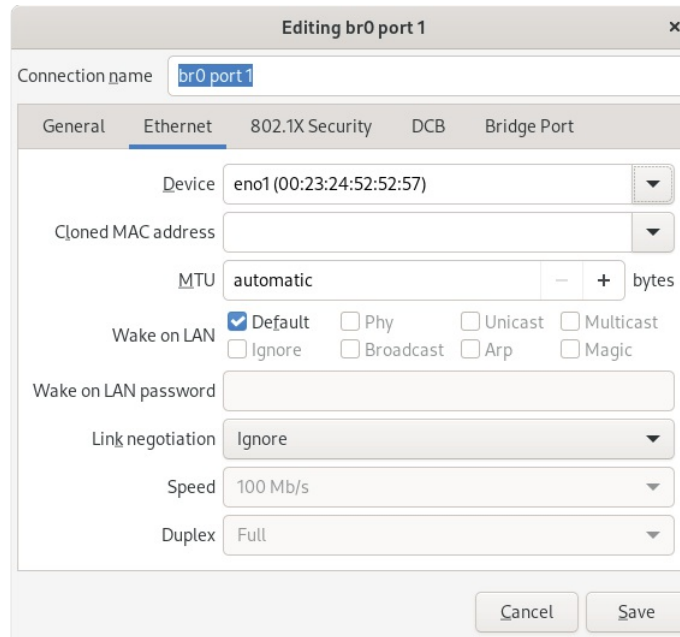 Editing br0 port 1 ×
Connection name br0 port 1
General Ethernet 802.1X Security DCB Bridge Port
Device eno1 (00:23:24:52:52:57)
Cloned MAC address
MTU automatic − + bytes
Wake on LAN
Default Phy Unicast Multicast
Ignore Broadcast Arp Magic
Wake on LAN password
Link negotiation Ignore
Speed 100 Mb/s
Duplex Full
Cancel Save